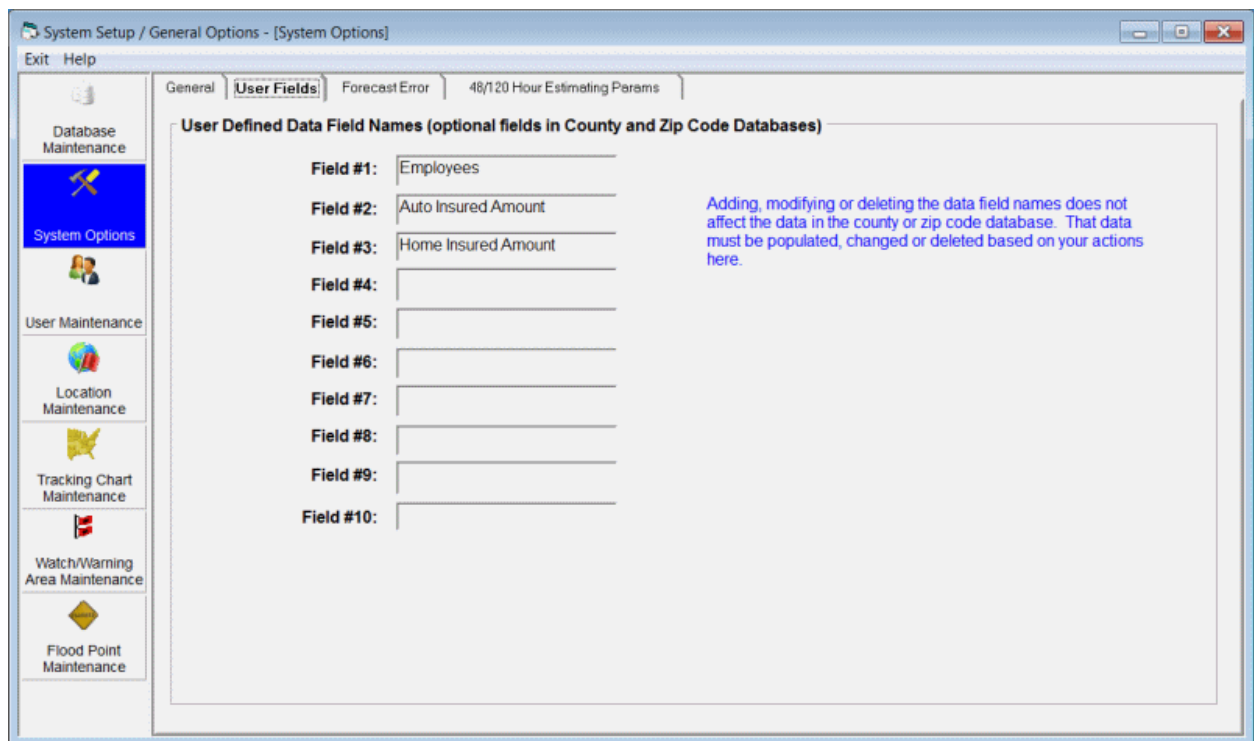 System Setup / General Options - [System Options]
Exit Help
General
User Fields
Forecast Error
48/120 Hour Estimating Params
Database
Maintenance
System Options
User Maintenance
Location
Maintenance
Tracking Chart
Maintenance
Watch/Warning
Area Maintenance
Flood Point
Maintenance
User Defined Data Field Names (optional fields in County and Zip Code Databases)
Field #1: Employees
Field #2: Auto Insured Amount
Field #3: Home Insured Amount
Field #4:
Field #5:
Field #6:
Field #7:
Field #8:
Field #9:
Field #10:
Adding, modifying or deleting the data field names does not
affect the data in the county or zip code database. That data
must be populated, changed or deleted based on your actions
here.